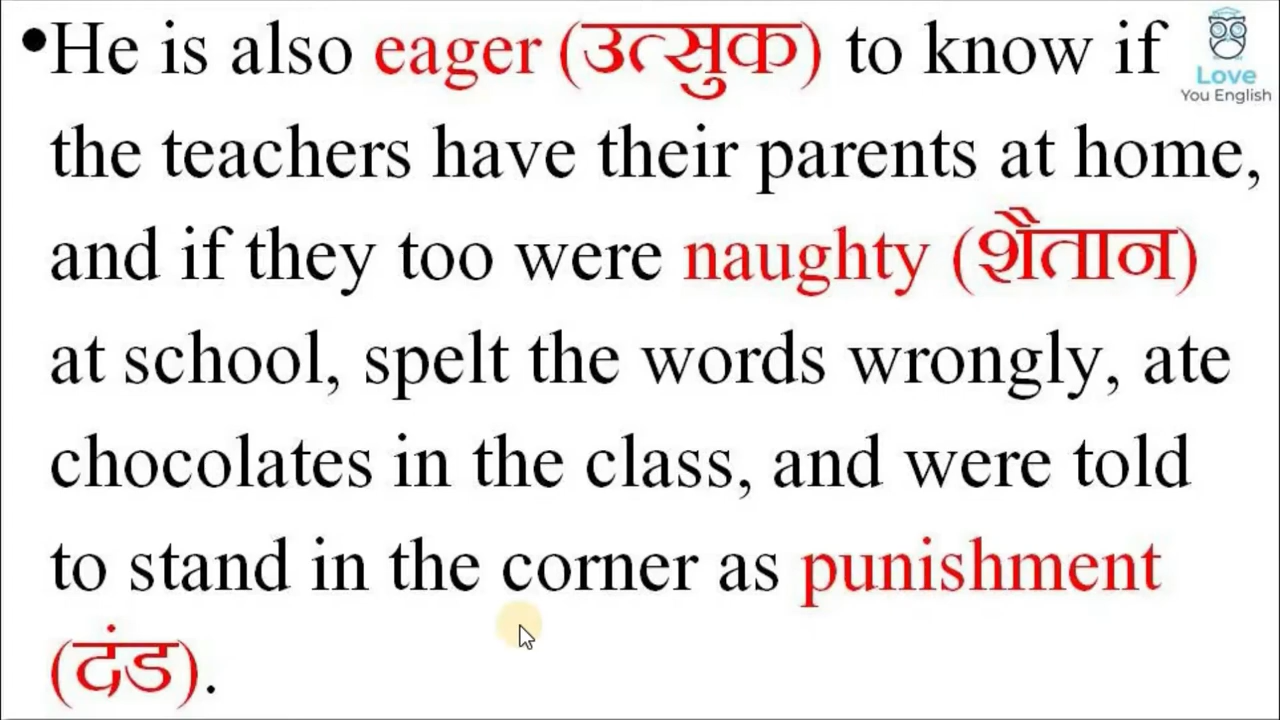 •He is also eager (उत्सुक) to know if
the teachers have their parents at home,
and if they too were naughty (शैतान)
at school, spelt the words wrongly, ate
chocolates in the class, and were told
to stand in the corner as punishment
(दंड).
Love
You English